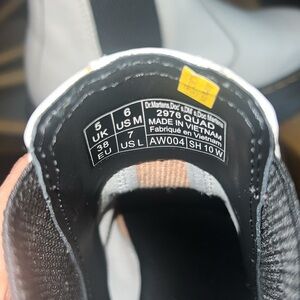 5 UK
6 US M
38 EU
7 US L
Dr.Martens,Doc's,DM's,Doc Martens
2976 QUAD
MADE IN VIETNAM
Fabriqué en Vietnam
AW004 SH 10 W